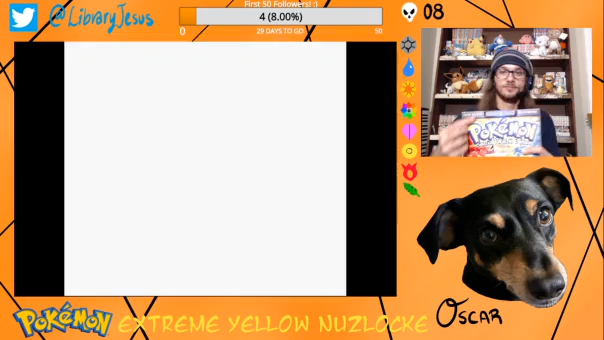 @LibraryJesus
First 50 Followers! :)
4 (8.00%)
0
29 DAYS TO GO
50
08
POKéMON
POKéMON EXTREME YELLOW NUZLOCKE
OSCAR